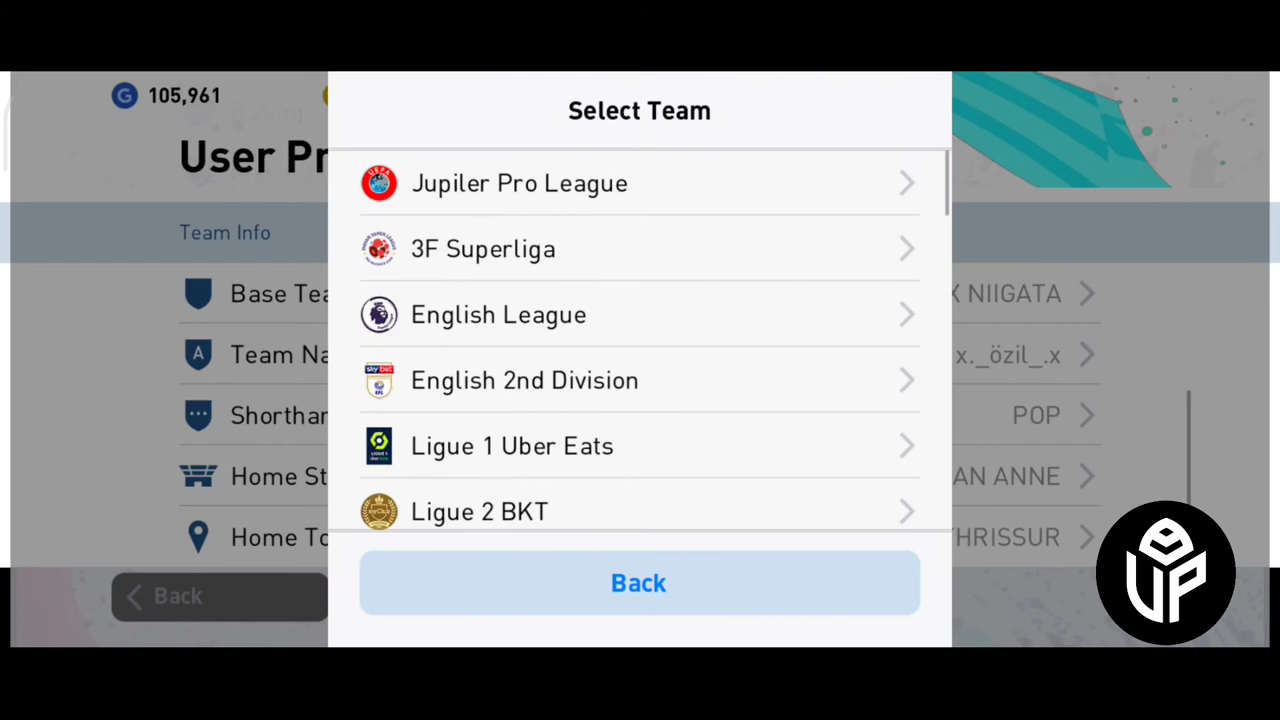 105,961
Select Team
User Pr
Jupiler Pro League
Team Info
3F Superliga
Base Tea
X NIIGATA
English League
Team Na
x._özil_.x
English 2nd Division
Shorthar
POP
Ligue 1 Uber Eats
Home St
AN ANNE
Ligue 2 BKT
Home To
THRISSUR
Back
Back
UP